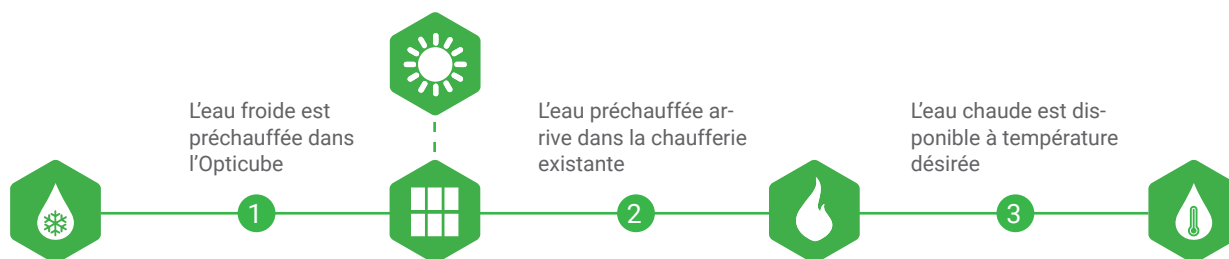 L'eau froide est
préchauffée dans
l'Opticube
1
L'eau préchauffée ar-
rive dans la chaufferie
existante
2
L'eau chaude est dis-
ponible à température
désirée
3